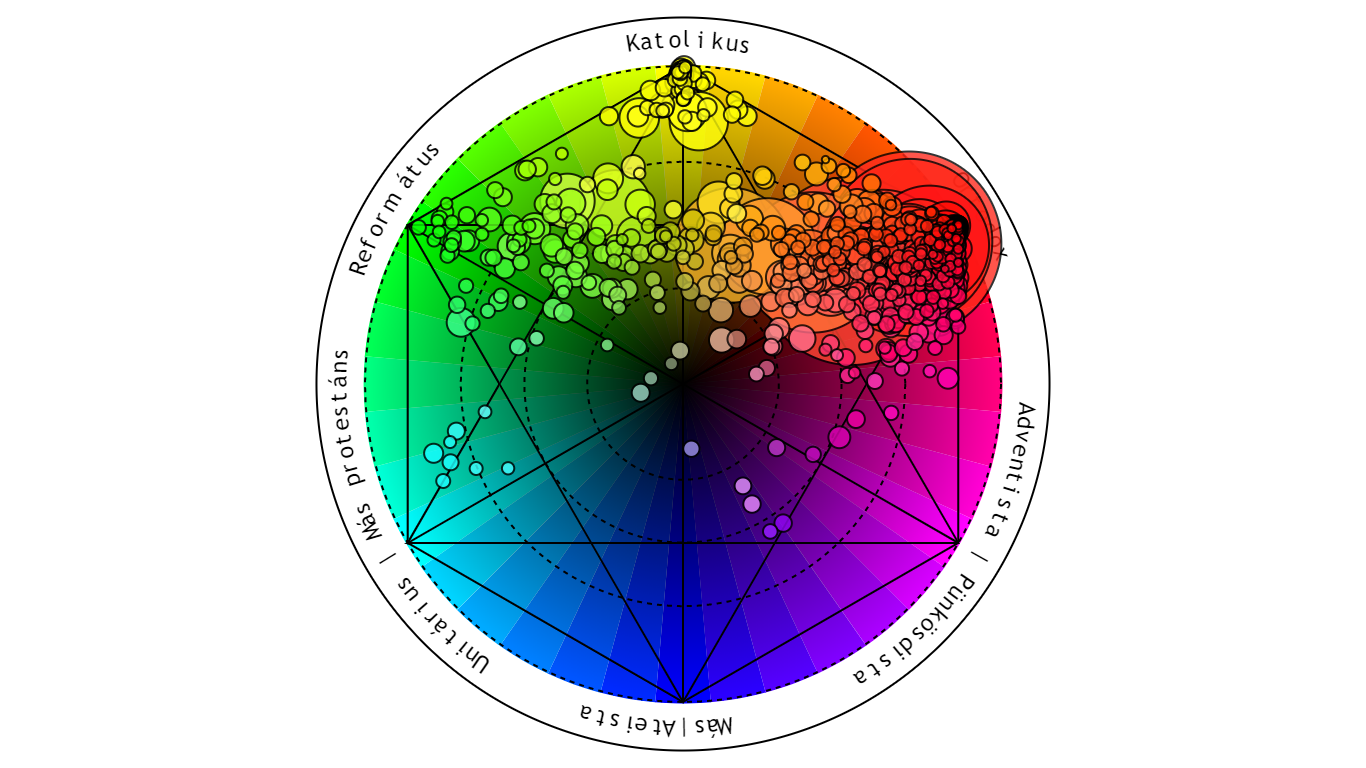 Katolikus
Református
Adventista | Pünkösdista
Más | Ateista
Unitárius | Más protestáns